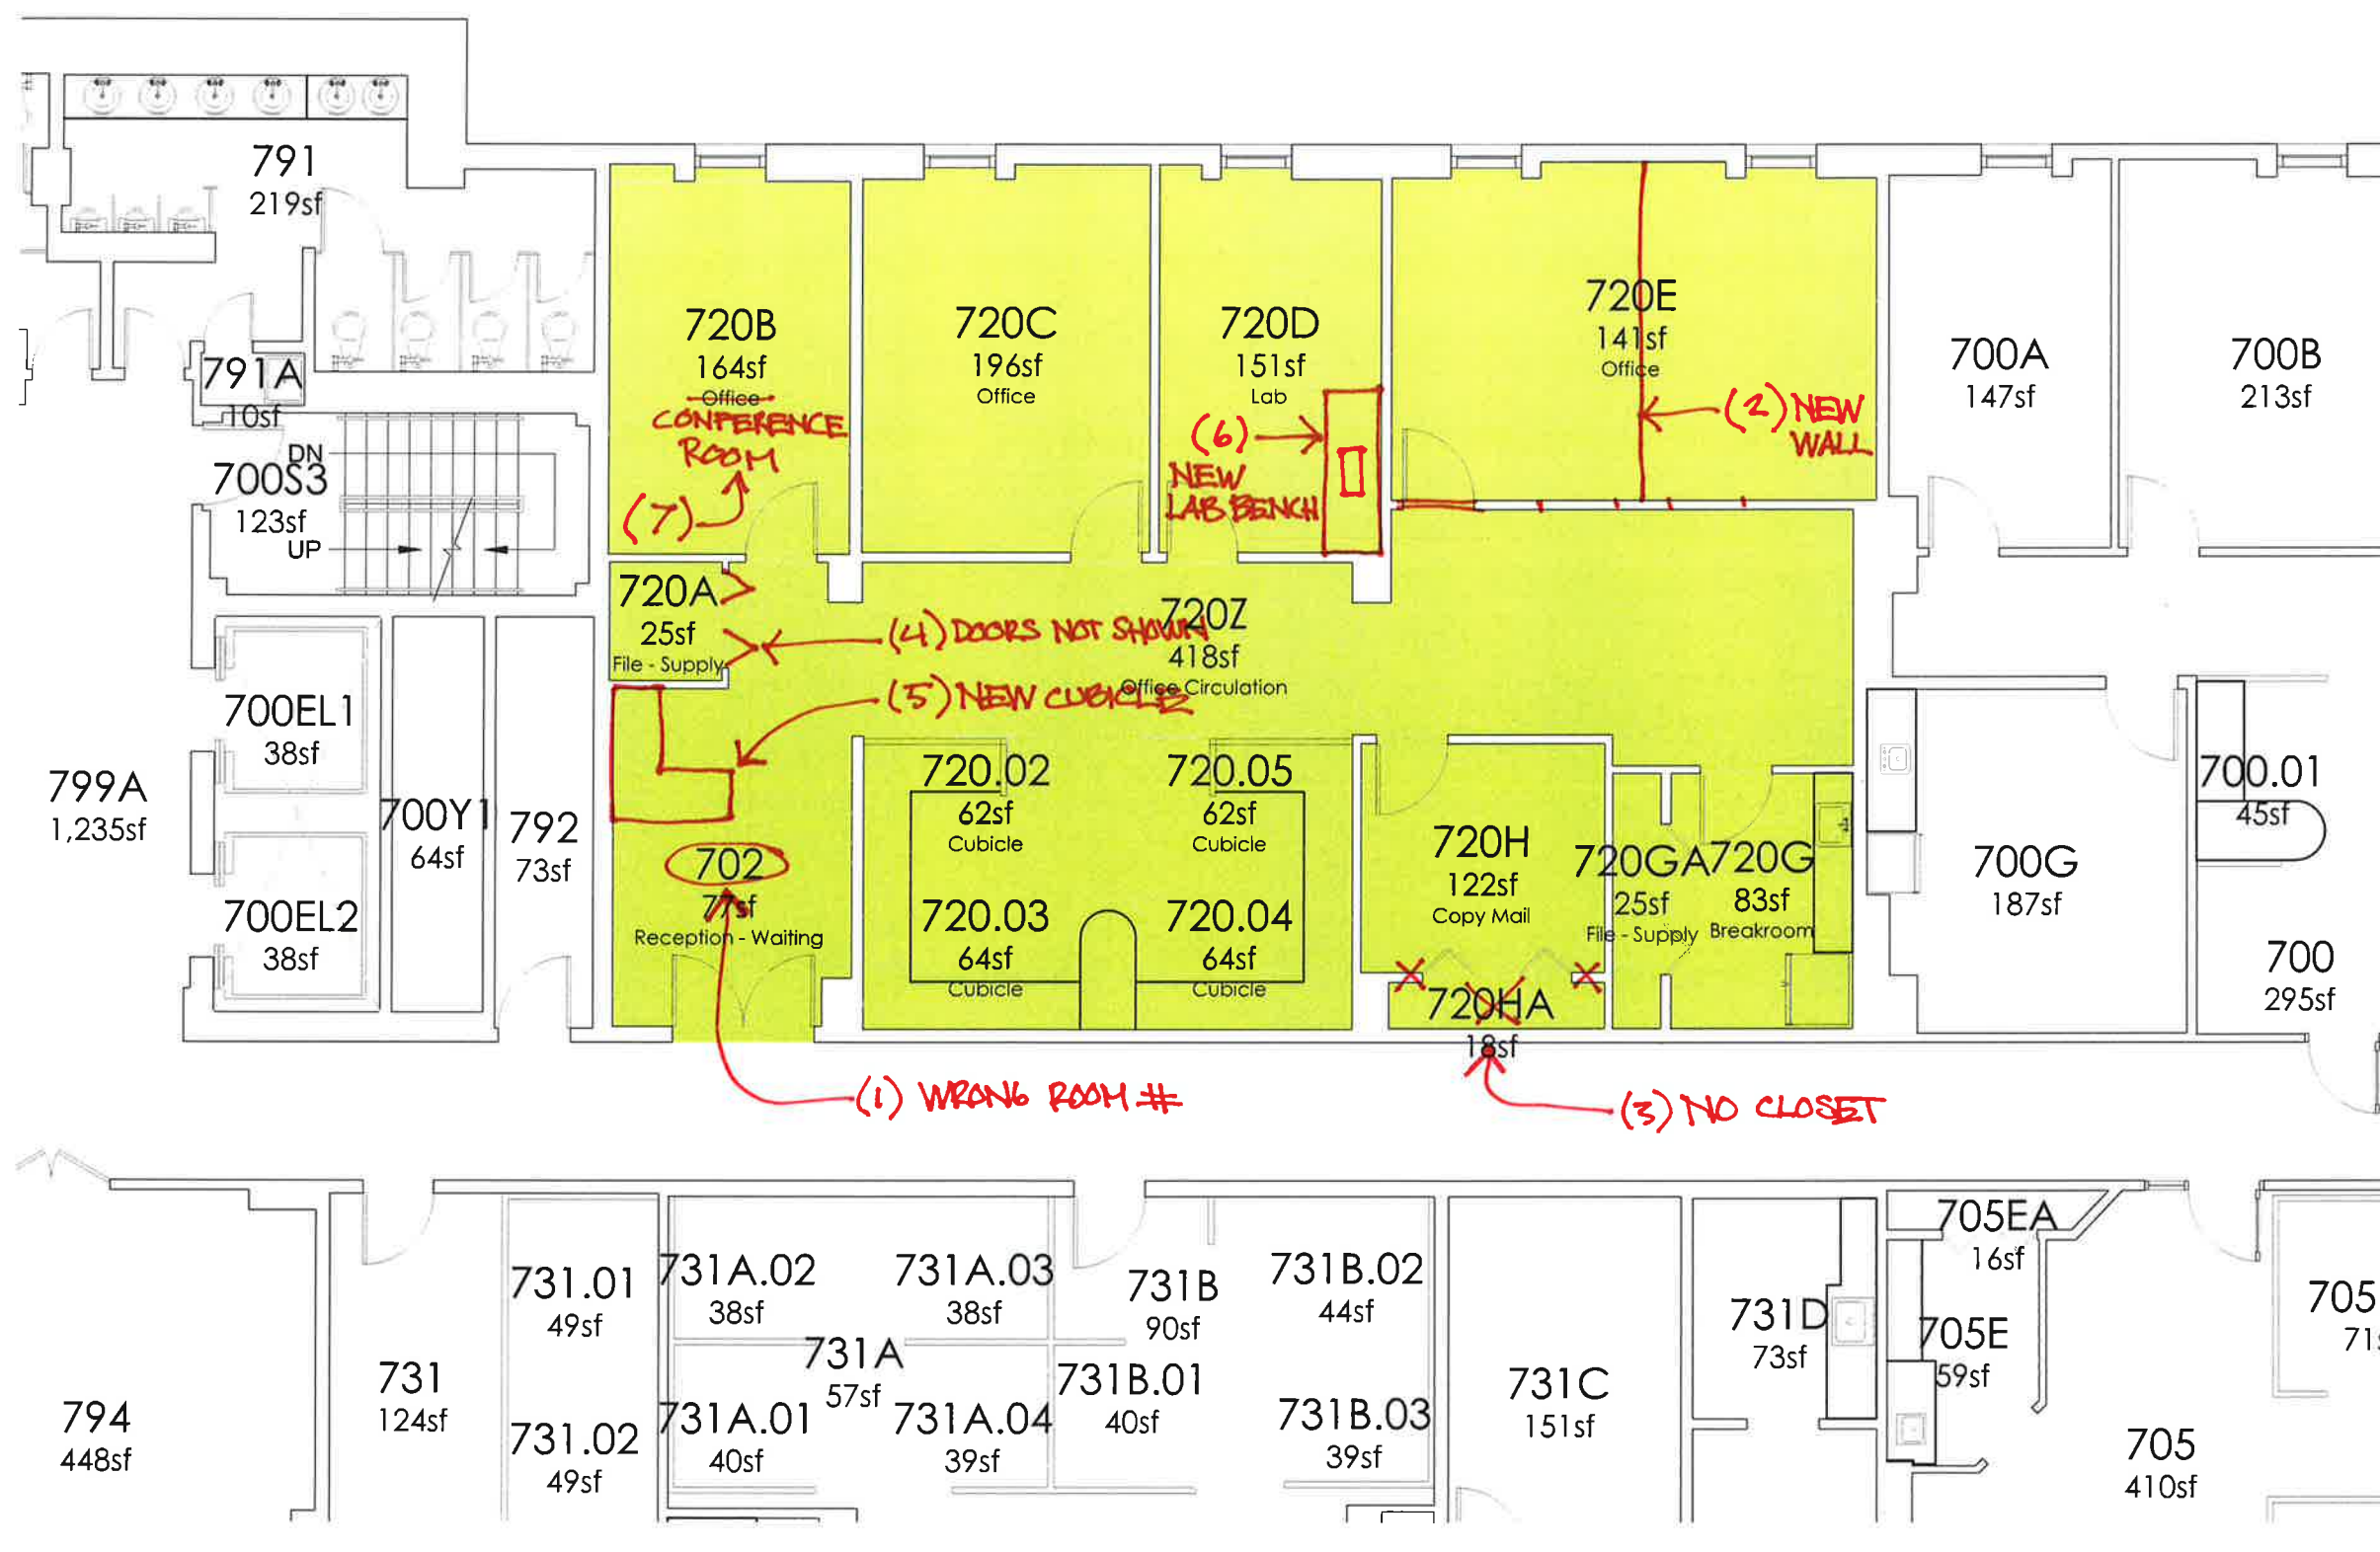 791
219sf
791A
10sf
DN
700S3
123sf
UP
720B
164sf
Office
CONFERENCE
ROOM
(7)
720C
196sf
Office
720D
151sf
Lab
(6)
NEW
LAB BENCH
720E
141sf
Office
(2) NEW
WALL
700A
147sf
700B
213sf
720A
25sf
File - Supply
(4) DOORS NOT SHOWN
720Z
418sf
Office Circulation
(5) NEW CUBICLE
700EL1
38sf
799A
1,235sf
700Y1
64sf
792
73sf
700EL2
38sf
702
77sf
Reception - Waiting
720.02
62sf
Cubicle
720.05
62sf
Cubicle
720.03
64sf
Cubicle
720.04
64sf
Cubicle
720H
122sf
Copy Mail
720HA
18sf
720GA
25sf
File - Supply
720G
83sf
Breakroom
700G
187sf
700.01
45sf
700
295sf
(1) WRONG ROOM #
(3) NO CLOSET
794
448sf
731
124sf
731.01
49sf
731.02
49sf
731A.02
38sf
731A.03
38sf
731A
57sf
731A.01
40sf
731A.04
39sf
731B
90sf
731B.02
44sf
731B.01
40sf
731B.03
39sf
731C
151sf
731D
73sf
705EA
16sf
705E
59sf
705
71s
705
410sf